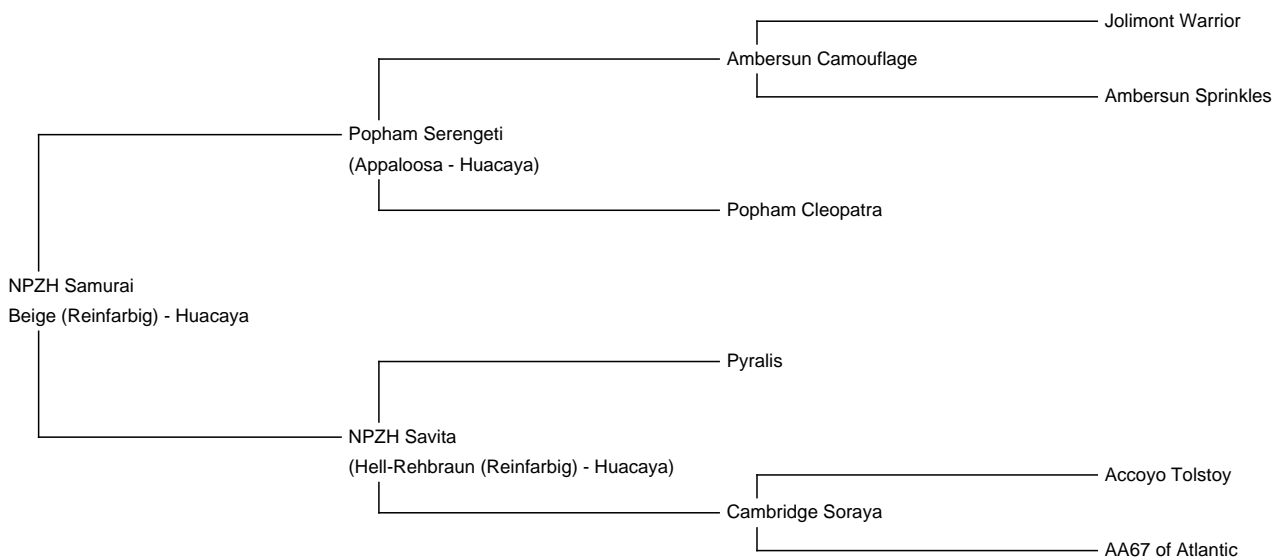 Jolimont Warrior
Ambersun Camouflage
Ambersun Sprinkles
Popham Serengeti
(Appaloosa - Huacaya)
Popham Cleopatra
NPZH Samurai
Beige (Reinfarbig) - Huacaya
Pyralis
NPZH Savita
(Hell-Rehbraun (Reinfarbig) - Huacaya)
Accoyo Tolstoy
Cambridge Soraya
AA67 of Atlantic